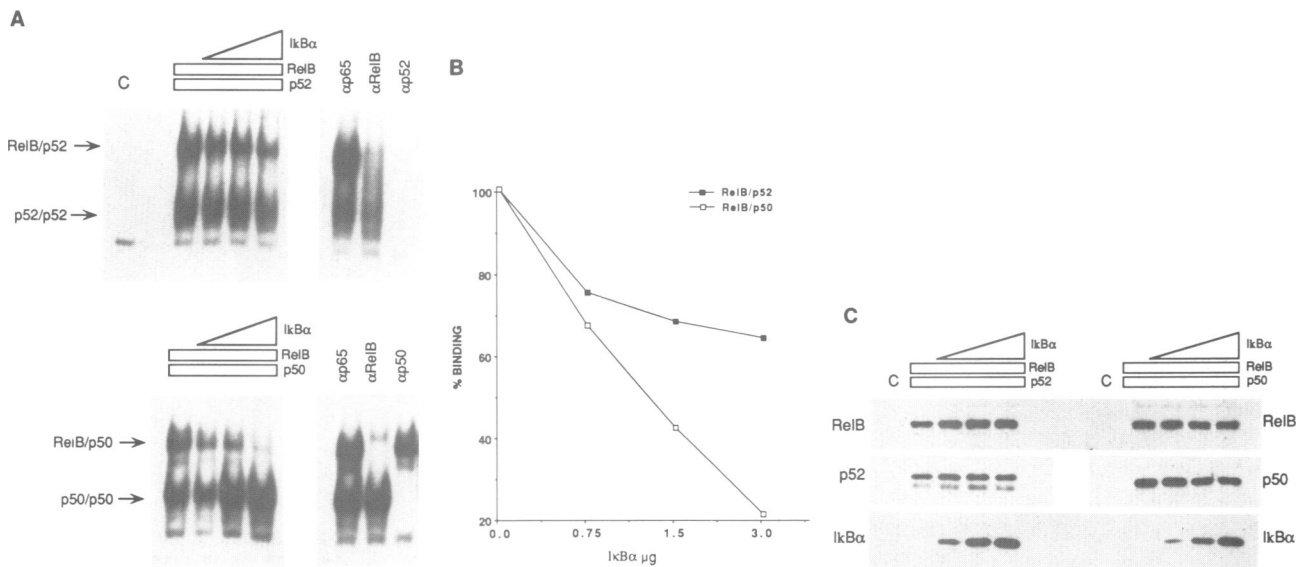 A
IκBα
RelB
p52
C
αp65
αRelB
αp52
RelB/p52
p52/p52
IκBα
RelB
p50
αp65
αRelB
αp50
RelB/p50
p50/p50
B
RelB/p52
RelB/p50
% BINDING
100
80
60
40
20
0.0
0.75
1.5
3.0
IκBα µg
C
IκBα
RelB
p52
C
IκBα
RelB
p50
C
RelB
RelB
p52
p50
IκBα
IκBα